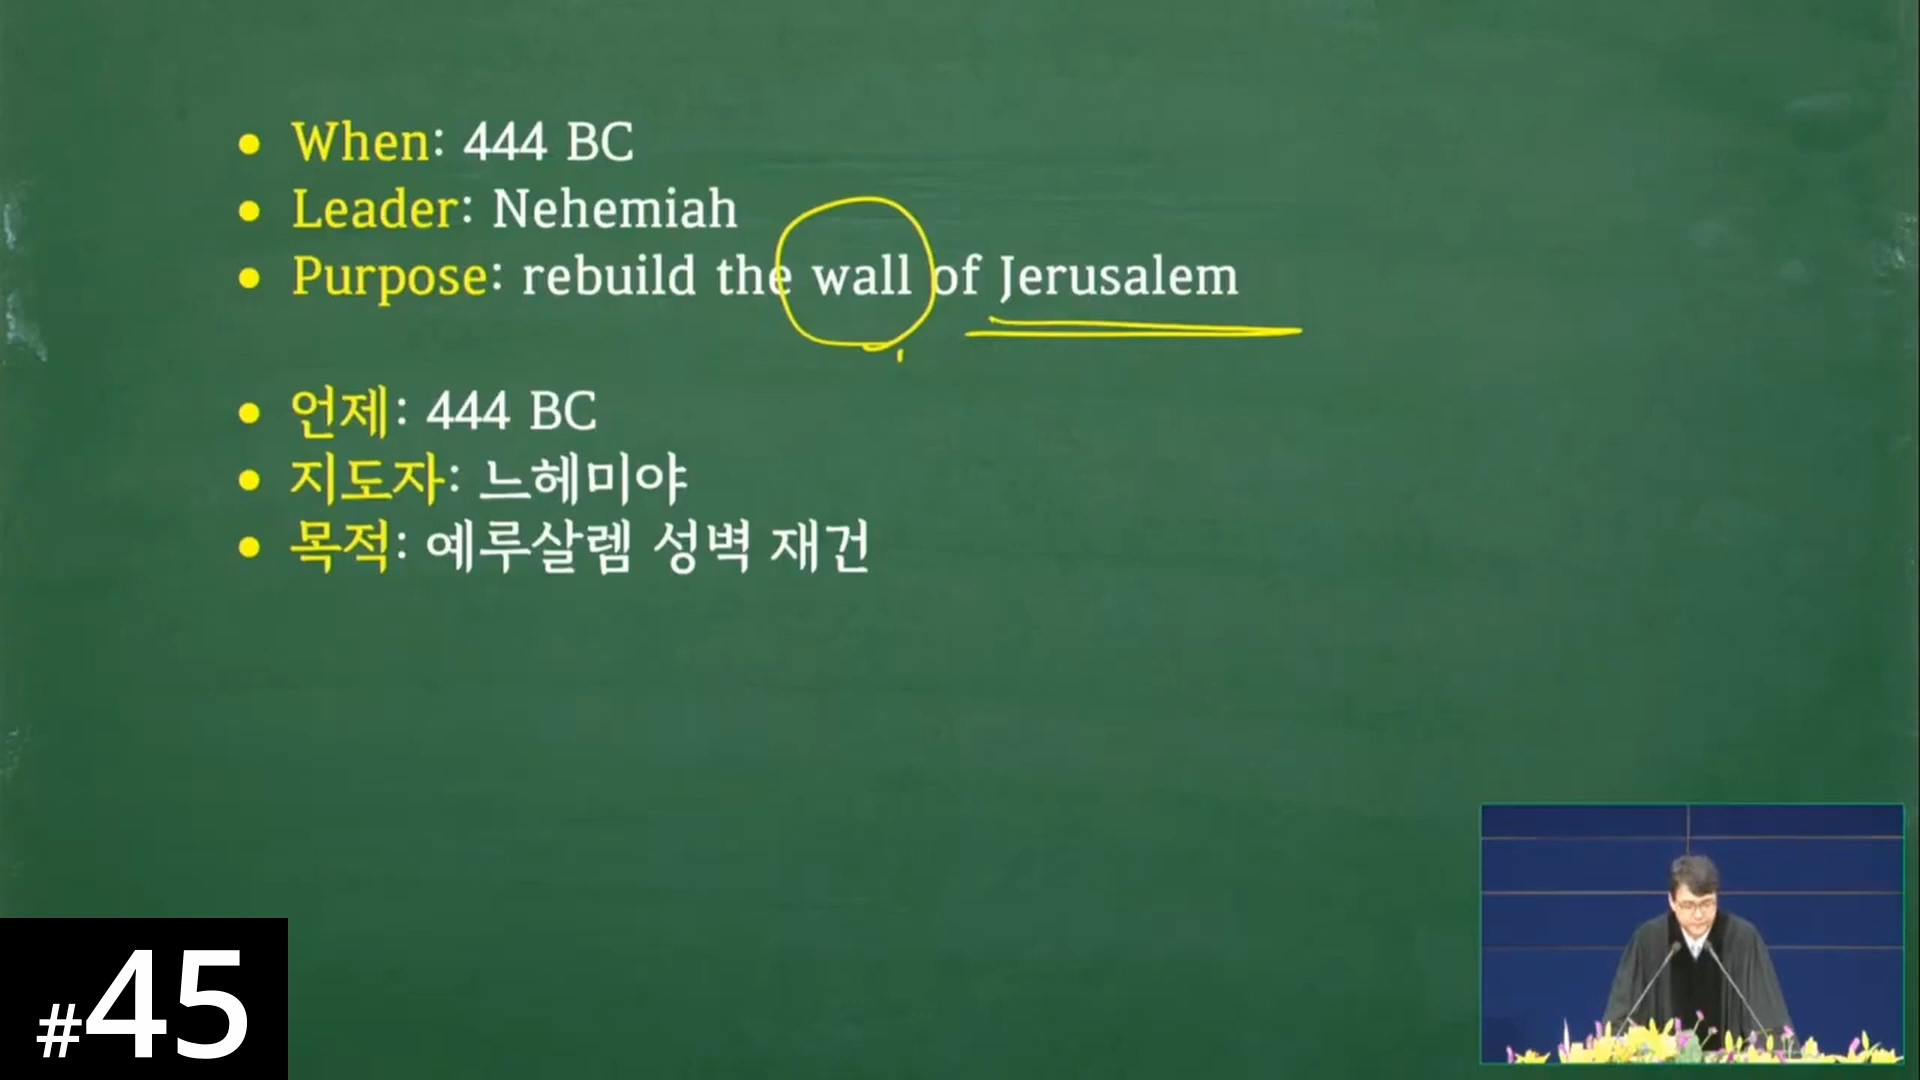 • When: 444 BC
• Leader: Nehemiah
• Purpose: rebuild the wall of Jerusalem
• 언제: 444 BC
• 지도자: 느헤미야
• 목적: 예루살렘 성벽 재건
#45